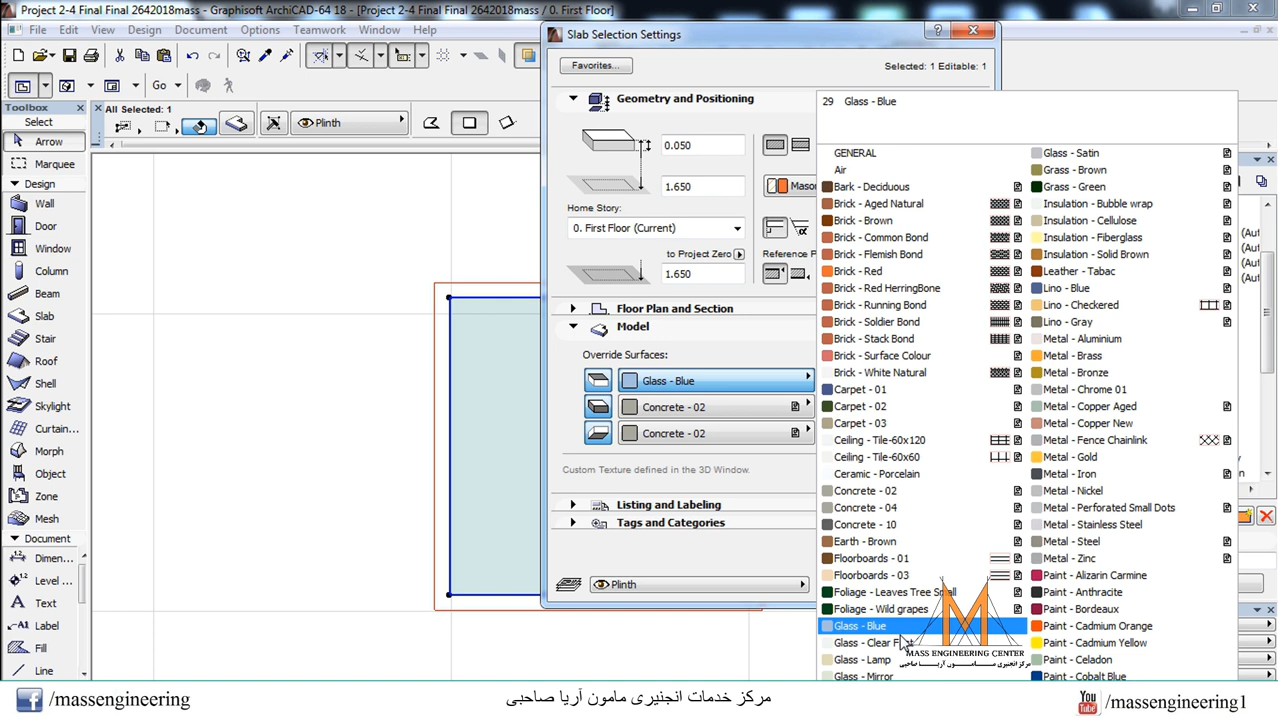 Project 2-4 Final Final 2642018mass - Graphisoft ArchiCAD-64 18 - [Project 2-4 Final Final 2642018mass / 0. First Floor]
File Edit View Design Document Options Teamwork Window Help
Go
Toolbox
Select
Arrow
Marquee
Design
Wall
Door
Window
Column
Beam
Slab
Stair
Roof
Shell
Skylight
Curtain...
Morph
Object
Zone
Mesh
Document
Dimen...
Level ...
Text
Label
Fill
Line
All Selected: 1
Plinth
Slab Selection Settings
Favorites...
Selected: 1 Editable: 1
Geometry and Positioning
0.050
1.650
Home Story:
0. First Floor (Current)
to Project Zero
1.650
Floor Plan and Section
Model
Override Surfaces:
Glass - Blue
Concrete - 02
Concrete - 02
Custom Texture defined in the 3D Window.
Listing and Labeling
Tags and Categories
Plinth
29 Glass - Blue
GENERAL
Air
Bark - Deciduous
Brick - Aged Natural
Brick - Brown
Brick - Common Bond
Brick - Flemish Bond
Brick - Red
Brick - Red HerringBone
Brick - Running Bond
Brick - Soldier Bond
Brick - Stack Bond
Brick - Surface Colour
Brick - White Natural
Carpet - 01
Carpet - 02
Carpet - 03
Ceiling - Tile-60x120
Ceiling - Tile-60x60
Ceramic - Porcelain
Concrete - 02
Concrete - 04
Concrete - 10
Earth - Brown
Floorboards - 01
Floorboards - 03
Foliage - Leaves Tree Small
Foliage - Wild grapes
Glass - Blue
Glass - Clear
Glass - Lamp
Glass - Mirror
Glass - Satin
Grass - Brown
Grass - Green
Insulation - Bubble wrap
Insulation - Cellulose
Insulation - Fiberglass
Insulation - Solid Brown
Leather - Tabac
Lino - Blue
Lino - Checkered
Lino - Gray
Metal - Aluminium
Metal - Brass
Metal - Bronze
Metal - Chrome 01
Metal - Copper Aged
Metal - Copper New
Metal - Fence Chainlink
Metal - Gold
Metal - Iron
Metal - Nickel
Metal - Perforated Small Dots
Metal - Stainless Steel
Metal - Steel
Metal - Zinc
Paint - Alizarin Carmine
Paint - Anthracite
Paint - Bordeaux
Paint - Cadmium Orange
Paint - Cadmium Yellow
Paint - Celadon
Paint - Cobalt Blue
MASS ENGINEERING CENTER
مرکز انجنیری مامون آریا صاحبی
/massengineering
مرکز خدمات انجنیری مامون آریا صاحبی
You Tube
/massengineering1